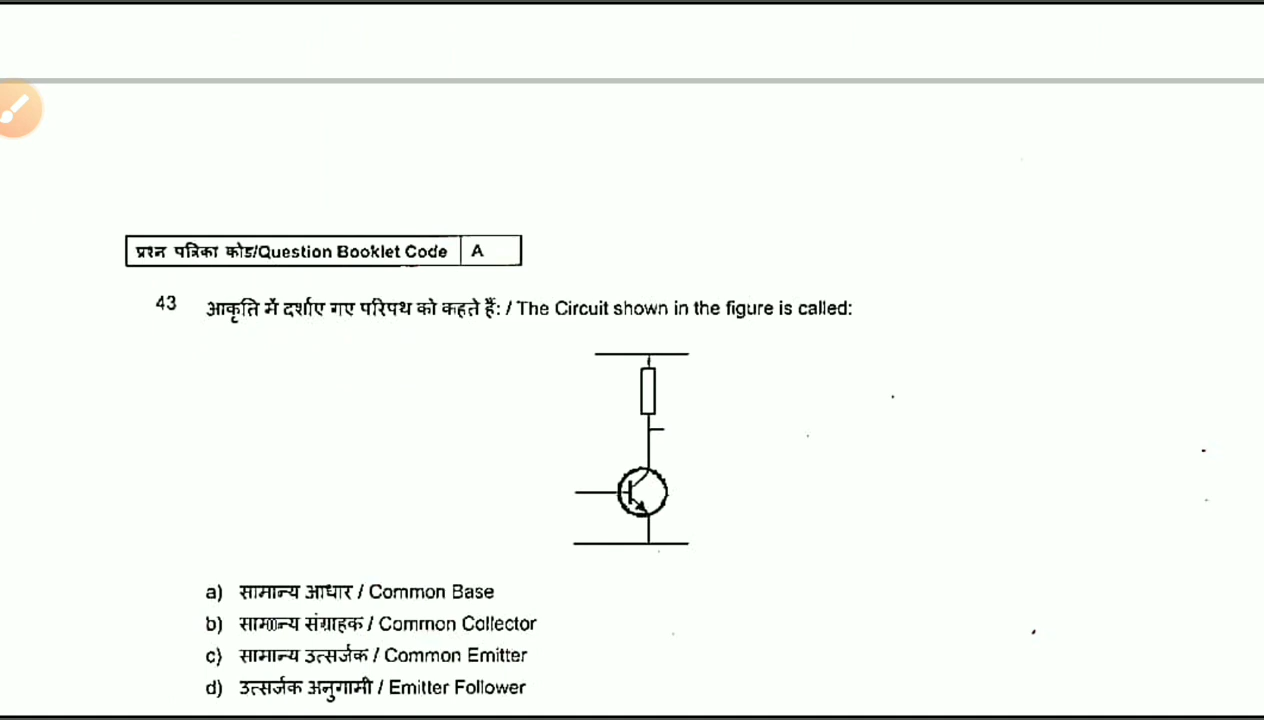 प्रश्न पत्रिका कोड/Question Booklet Code A
43 आकृति में दर्शाए गए परिपथ को कहते हैं: / The Circuit shown in the figure is called:
a) सामान्य आधार / Common Base
b) सामान्य संग्राहक / Common Collector
c) सामान्य उत्सर्जक / Common Emitter
d) उत्सर्जक अनुगामी / Emitter Follower